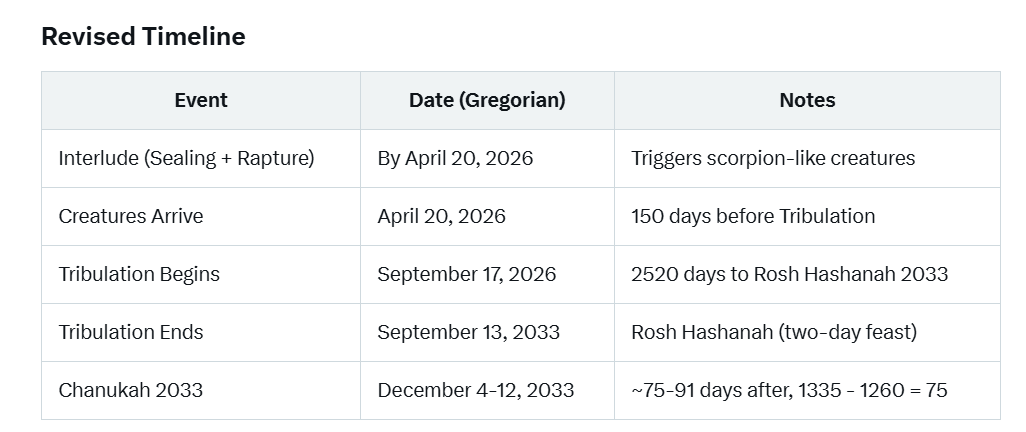 Revised Timeline
Event Date (Gregorian) Notes
Interlude (Sealing + Rapture) By April 20, 2026 Triggers scorpion-like creatures
Creatures Arrive April 20, 2026 150 days before Tribulation
Tribulation Begins September 17, 2026 2520 days to Rosh Hashanah 2033
Tribulation Ends September 13, 2033 Rosh Hashanah (two-day feast)
Chanukah 2033 December 4-12, 2033 ~75-91 days after, 1335 - 1260 = 75